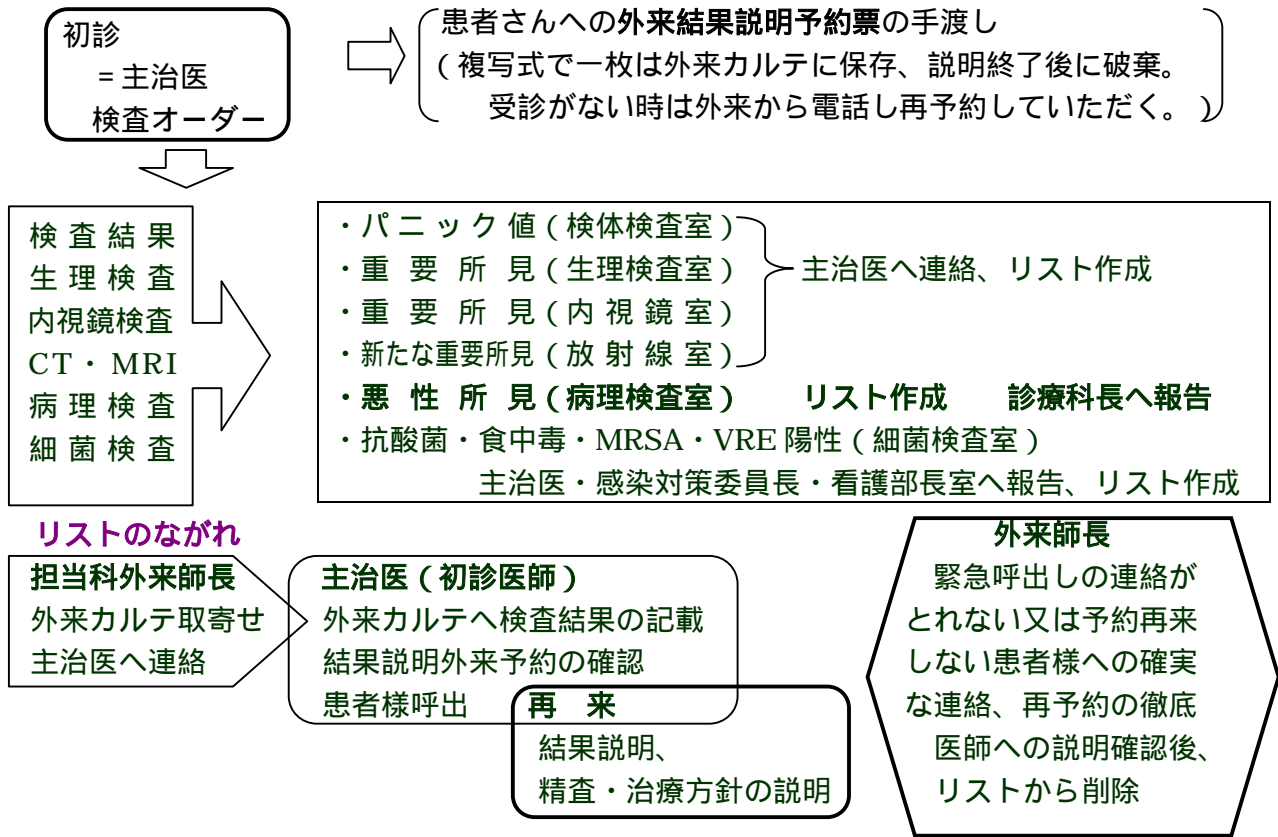 初診
＝主治医
検査オーダー
患者さんへの外来結果説明予約票の手渡し
（複写式で一枚は外来カルテに保存、説明終了後に破棄。
受診がない時は外来から電話し再予約していただく。）
検査結果
生理検査
内視鏡検査
CT・MRI
病理検査
細菌検査
・パニック値（検体検査室）
・重要所見（生理検査室）
主治医へ連絡、リスト作成
・重要所見（内視鏡室）
・新たな重要所見（放射線室）
・悪性所見（病理検査室）　リスト作成　診療科長へ報告
・抗酸菌・食中毒・MRSA・VRE陽性（細菌検査室）
主治医・感染対策委員長・看護部長室へ報告、リスト作成
リストのながれ
担当科外来師長
外来カルテ取寄せ
主治医へ連絡
主治医（初診医師）
外来カルテへ検査結果の記載
結果説明外来予約の確認
患者様呼出
再　来
結果説明、
精査・治療方針の説明
外来師長
緊急呼出しの連絡が
とれない又は予約再来
しない患者様への確実
な連絡、再予約の徹底
医師への説明確認後、
リストから削除